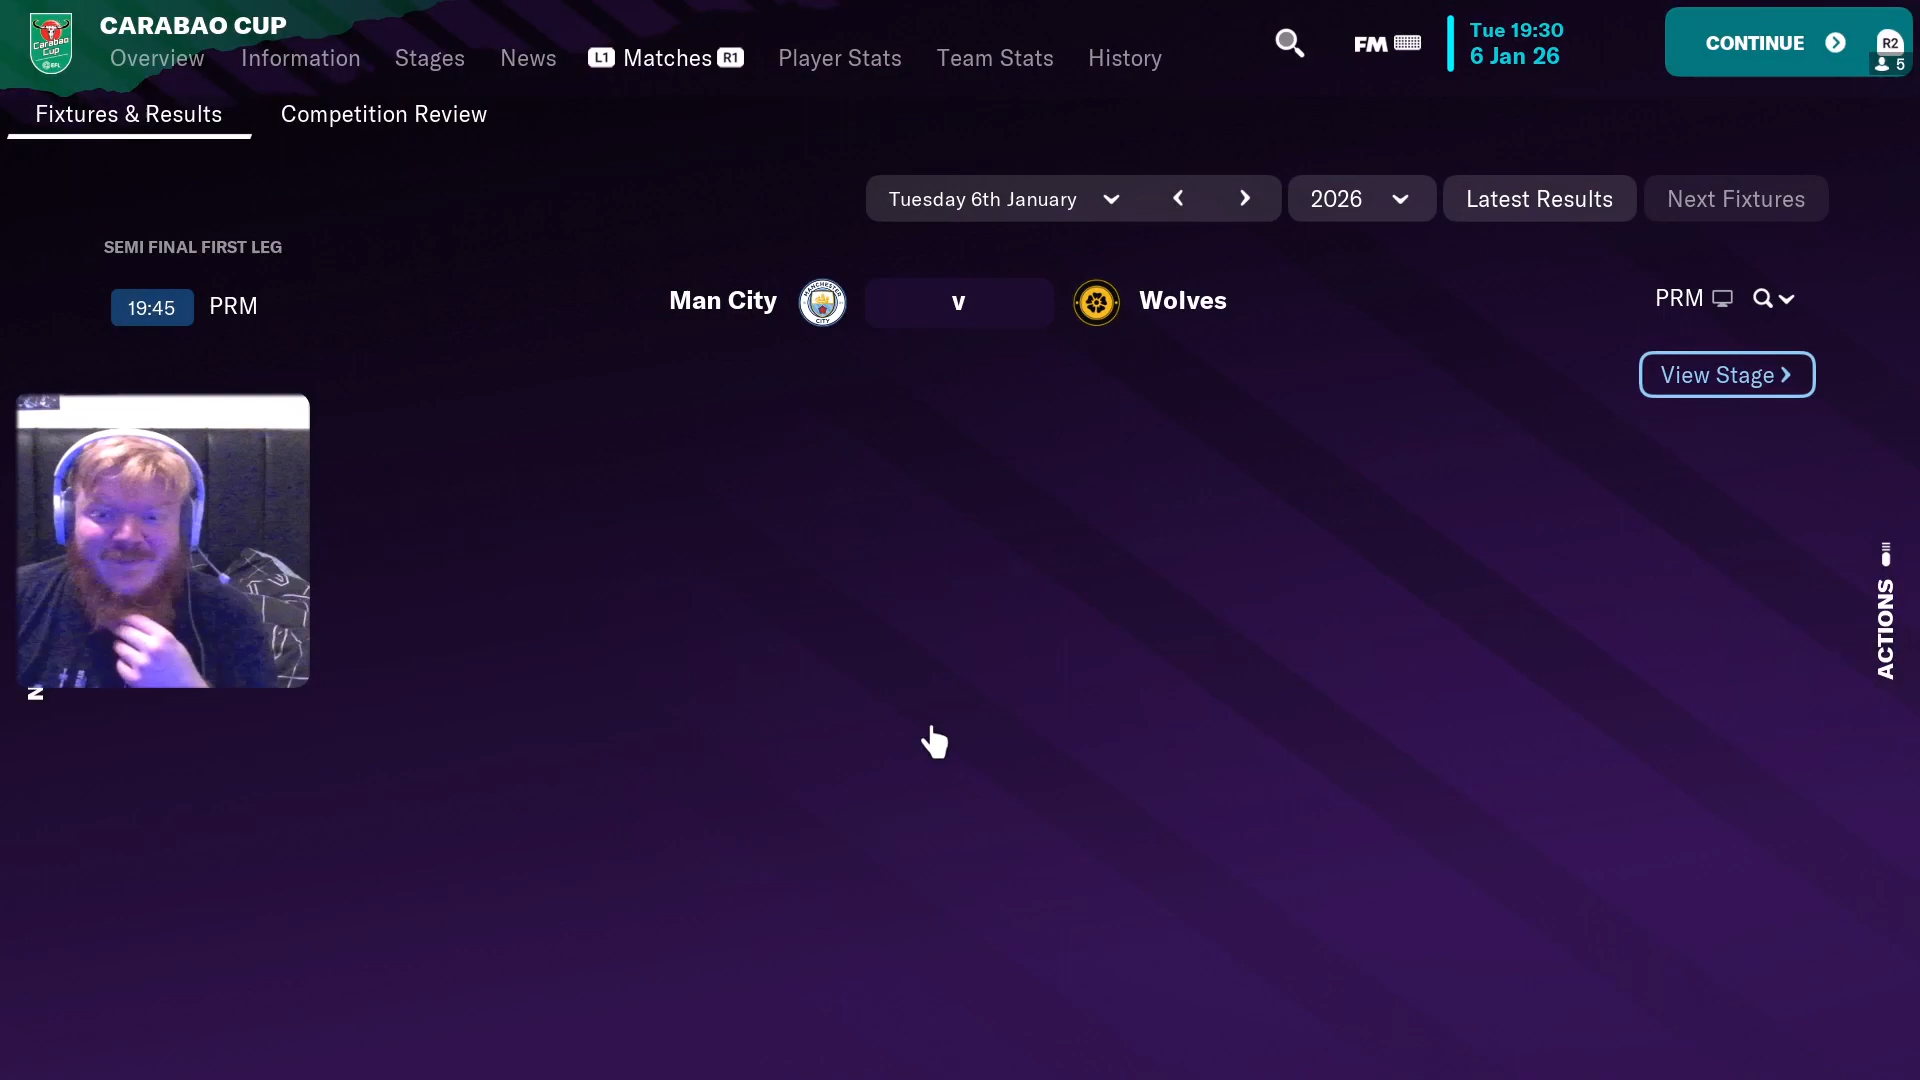 CARABAO CUP
Overview Information Stages News L1 Matches R1 Player Stats Team Stats History
FM
Tue 19:30
6 Jan 26
CONTINUE R2
5
Fixtures & Results Competition Review
Tuesday 6th January 2026 Latest Results Next Fixtures
SEMI FINAL FIRST LEG
19:45 PRM Man City v Wolves PRM
View Stage
ACTIONS
N
Carabao
Cup